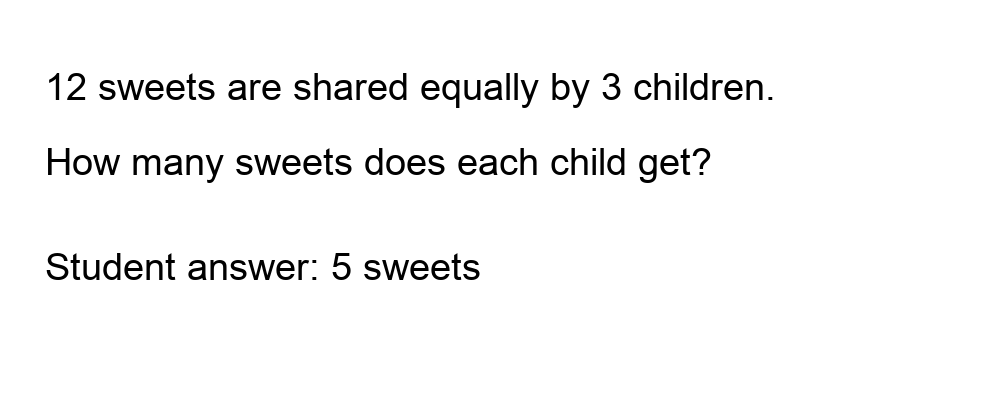 12 sweets are shared equally by 3 children.
How many sweets does each child get?
Student answer: 5 sweets